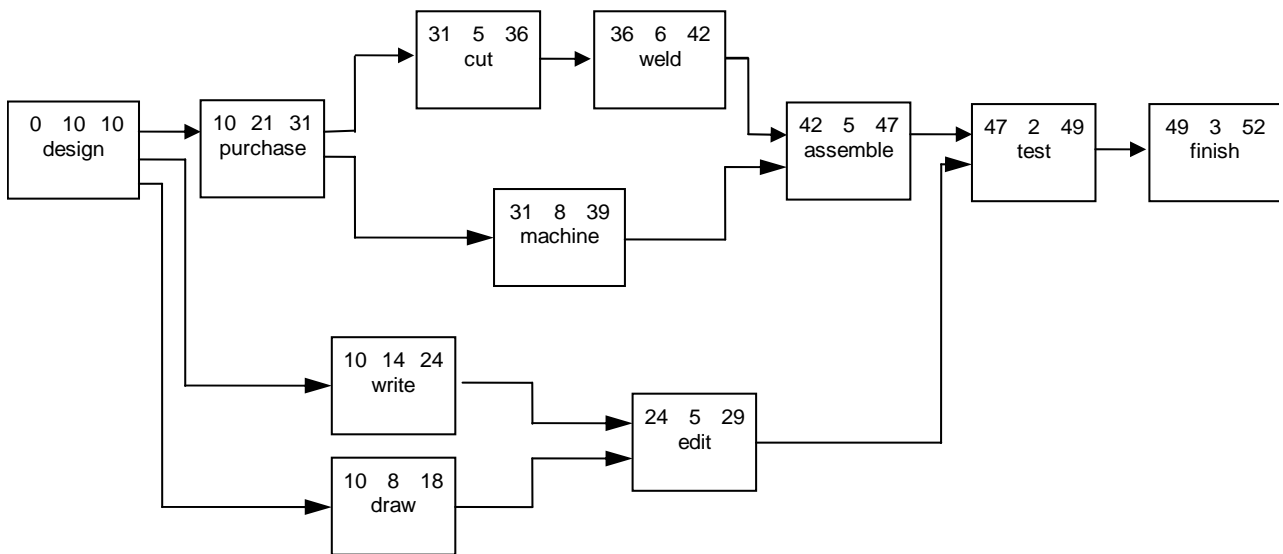 31 5 36
cut
36 6 42
weld
0 10 10
design
10 21 31
purchase
42 5 47
assemble
47 2 49
test
49 3 52
finish
31 8 39
machine
10 14 24
write
24 5 29
edit
10 8 18
draw